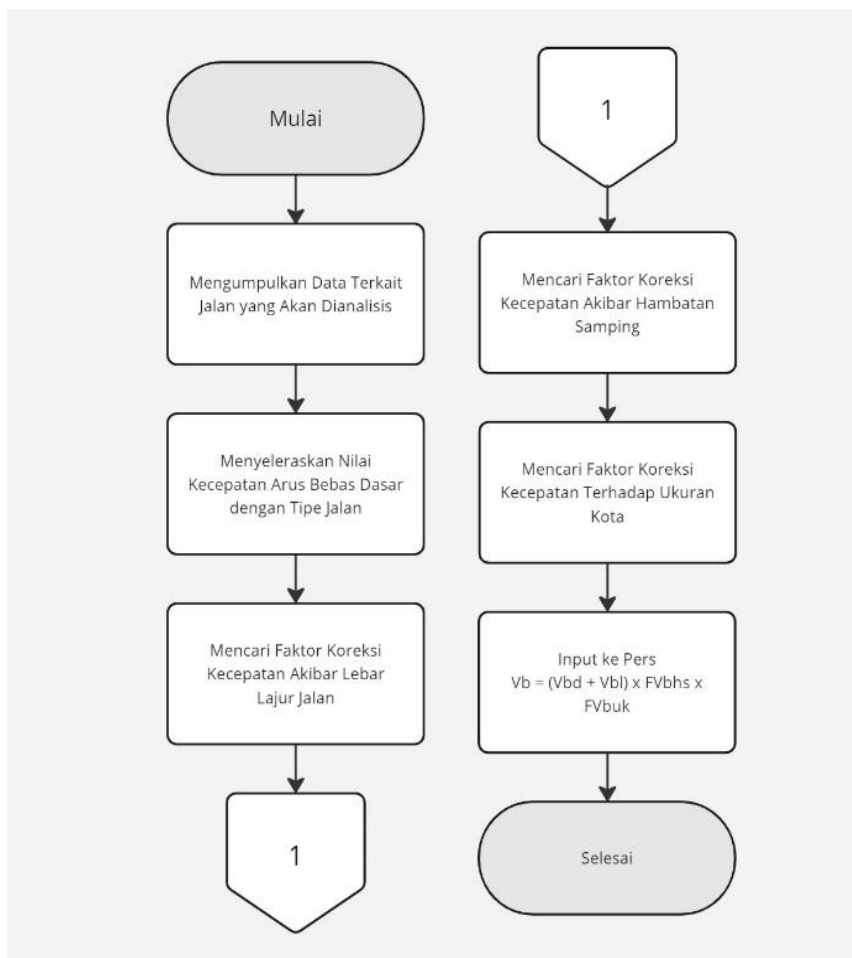 Mulai
Mengumpulkan Data Terkait
Jalan yang Akan Dianalisis
Menyeleraskan Nilai
Kecepatan Arus Bebas Dasar
dengan Tipe Jalan
Mencari Faktor Koreksi
Kecepatan Akibar Lebar
Lajur Jalan
1
1
Mencari Faktor Koreksi
Kecepatan Akibar Hambatan
Samping
Mencari Faktor Koreksi
Kecepatan Terhadap Ukuran
Kota
Input ke Pers
Vb = (Vbd + Vbl) x FVbhs x
FVbuk
Selesai